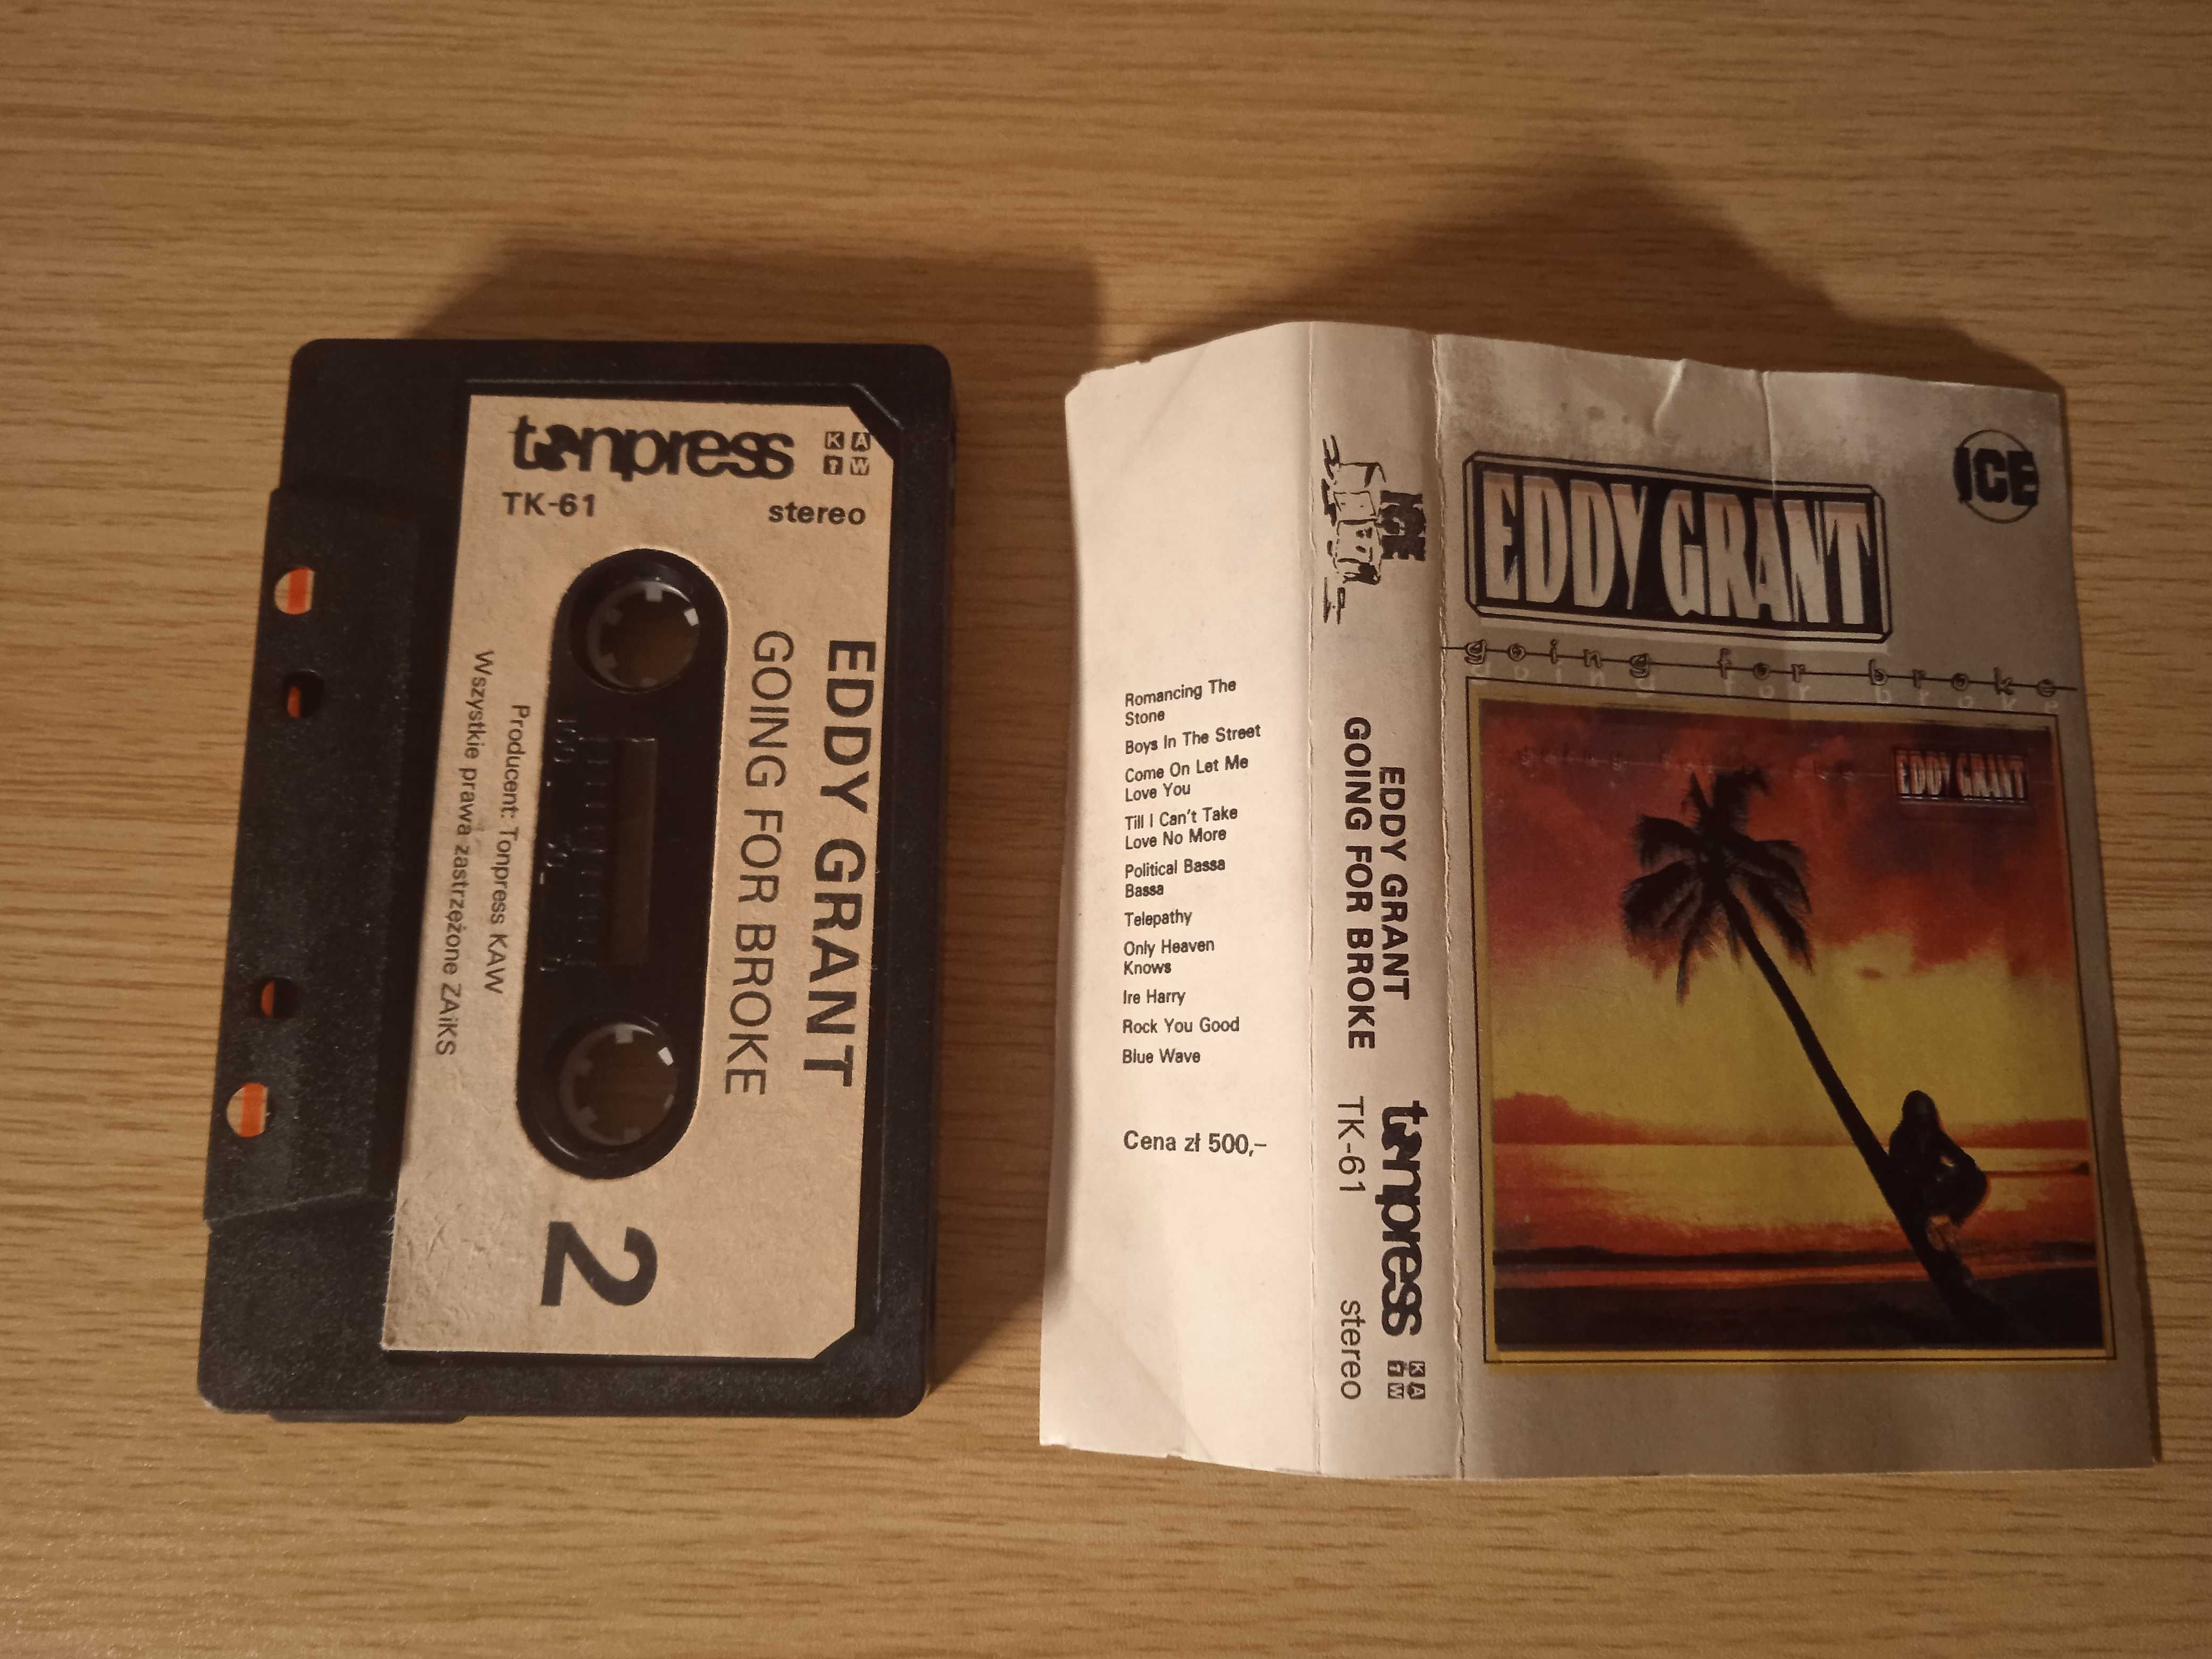 tonpress
K A
T W
TK-61
stereo
EDDY GRANT
GOING FOR BROKE
Producent: Tonpress KAW
Wszystkie prawa zastrzeżone ZAiKS
2
Romancing The
Stone
Boys In The Street
Come On Let Me
Love You
Till I Can't Take
Love No More
Political Bassa
Bassa
Telepathy
Only Heaven
Knows
Ire Harry
Rock You Good
Blue Wave
Cena zł 500,–
ICE
EDDY GRANT
GOING FOR BROKE
tonpress
K A
T W
TK-61
stereo
ICE
EDDY GRANT
going for broke
EDDY GRANT